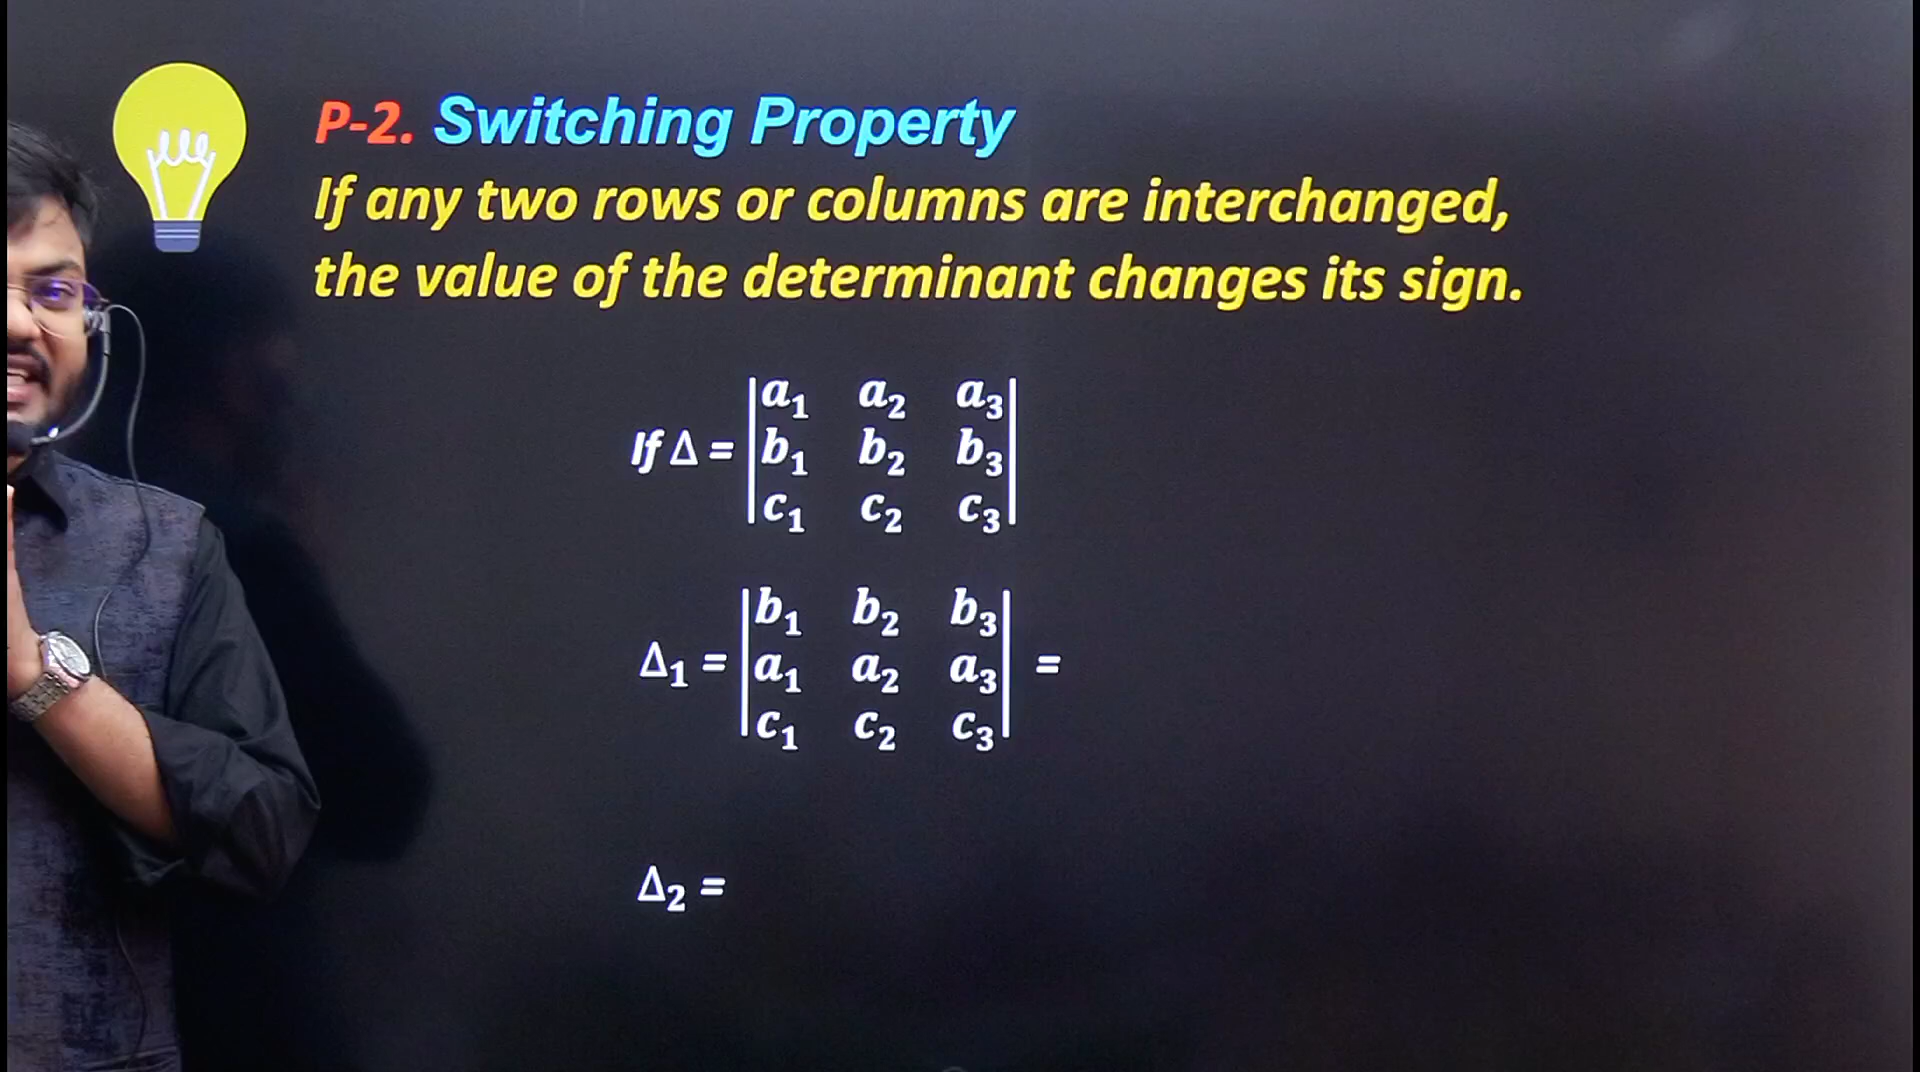 P-2. Switching Property
If any two rows or columns are interchanged,
the value of the determinant changes its sign.
If Δ = |a₁ a₂ a₃|
|b₁ b₂ b₃|
|c₁ c₂ c₃|
Δ₁ = |b₁ b₂ b₃| =
|a₁ a₂ a₃|
|c₁ c₂ c₃|
Δ₂ =